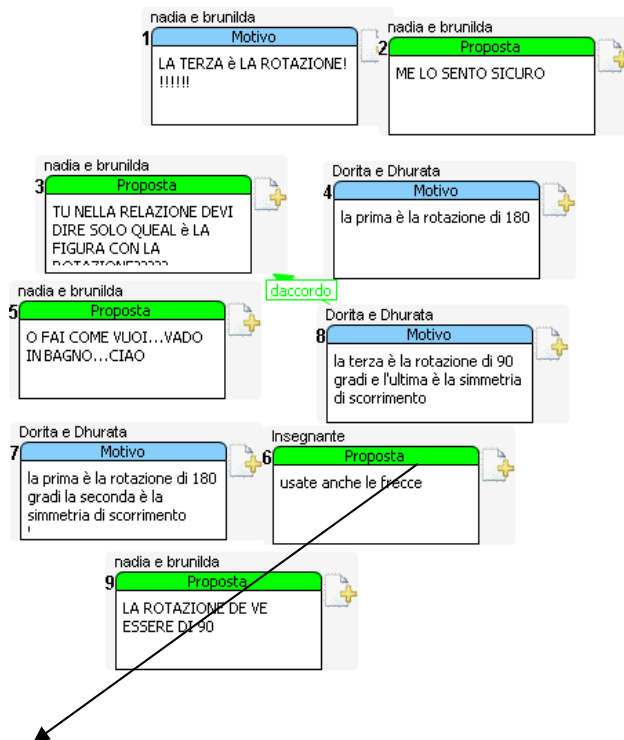 nadia e brunilda
1
Motivo
LA TERZA è LA ROTAZIONE!
!!!!!!
nadia e brunilda
2
Proposta
ME LO SENTO SICURO
nadia e brunilda
3
Proposta
TU NELLA RELAZIONE DEVI
DIRE SOLO QUEAL è LA
FIGURA CON LA
ROTAZIONE?????
Dorita e Dhurata
4
Motivo
la prima è la rotazione di 180
daccordo
nadia e brunilda
5
Proposta
O FAI COME VUOI...VADO
IN BAGNO...CIAO
Dorita e Dhurata
8
Motivo
la terza è la rotazione di 90
gradi e l'ultima è la simmetria
di scorrimento
Dorita e Dhurata
7
Motivo
la prima è la rotazione di 180
gradi la seconda è la
simmetria di scorrimento
Insegnante
6
Proposta
usate anche le frecce
nadia e brunilda
9
Proposta
LA ROTAZIONE DE VE
ESSERE DI 90